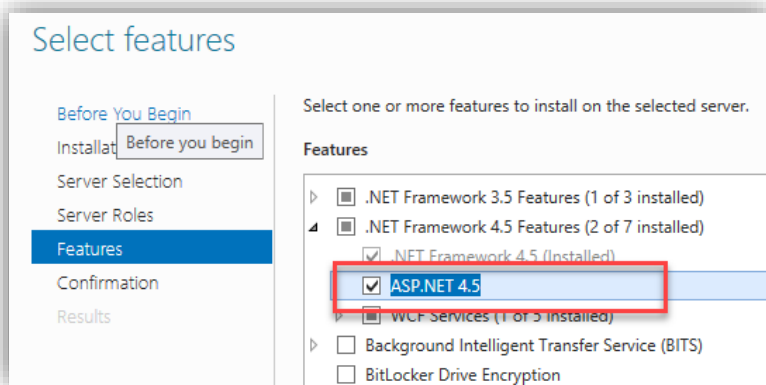 Select features
Before You Begin
Installat
Before you begin
Server Selection
Server Roles
Features
Confirmation
Results
Select one or more features to install on the selected server.
Features
.NET Framework 3.5 Features (1 of 3 installed)
.NET Framework 4.5 Features (2 of 7 installed)
.NET Framework 4.5 (Installed)
ASP.NET 4.5
WCF Services (1 of 5 installed)
Background Intelligent Transfer Service (BITS)
BitLocker Drive Encryption